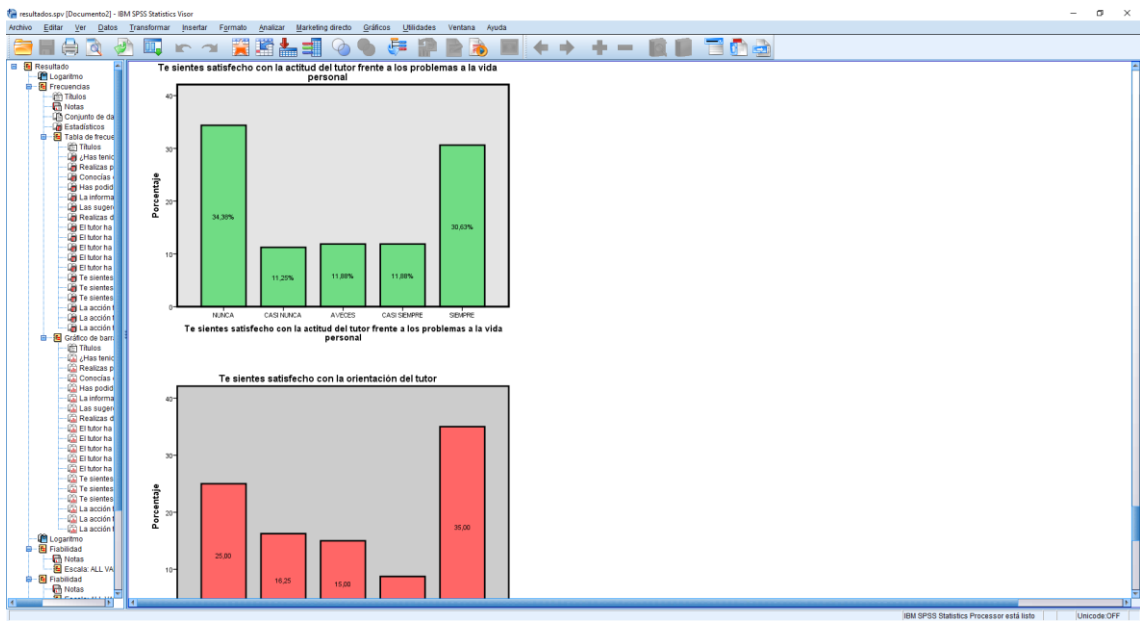 resultados.spv [Documento2] - IBM SPSS Statistics Visor
Archivo Editar Ver Datos Transformar Insertar Formato Analizar Marketing directo Gráficos Utilidades Ventana Ayuda
Resultado
Logaritmo
Frecuencias
Títulos
Notas
Conjunto de da
Estadísticos
Tabla de frecue
Títulos
¿Has tenic
Realizas p
Conocías
Has podid
La informa
Las suger
Realizas d
El tutor ha
El tutor ha
El tutor ha
El tutor ha
El tutor ha
Te sientes
Te sientes
Te sientes
La acción t
La acción t
La acción t
Gráfico de barr
Títulos
¿Has tenic
Realizas p
Conocías
Has podid
La informa
Las suger
Realizas d
El tutor ha
El tutor ha
El tutor ha
El tutor ha
El tutor ha
Te sientes
Te sientes
Te sientes
La acción t
La acción t
La acción t
Logaritmo
Fiabilidad
Notas
Escala: ALL VA
Fiabilidad
Notas
Te sientes satisfecho con la actitud del tutor frente a los problemas a la vida
personal
Porcentaje
40
30
20
10
0
34,38%
11,25%
11,88%
11,88%
30,63%
NUNCA CASI NUNCA A VECES CASI SIEMPRE SIEMPRE
Te sientes satisfecho con la actitud del tutor frente a los problemas a la vida
personal
Te sientes satisfecho con la orientación del tutor
Porcentaje
40
30
20
10
25,00
16,25
15,00
35,00
IBM SPSS Statistics Processor está listo Unicode:OFF